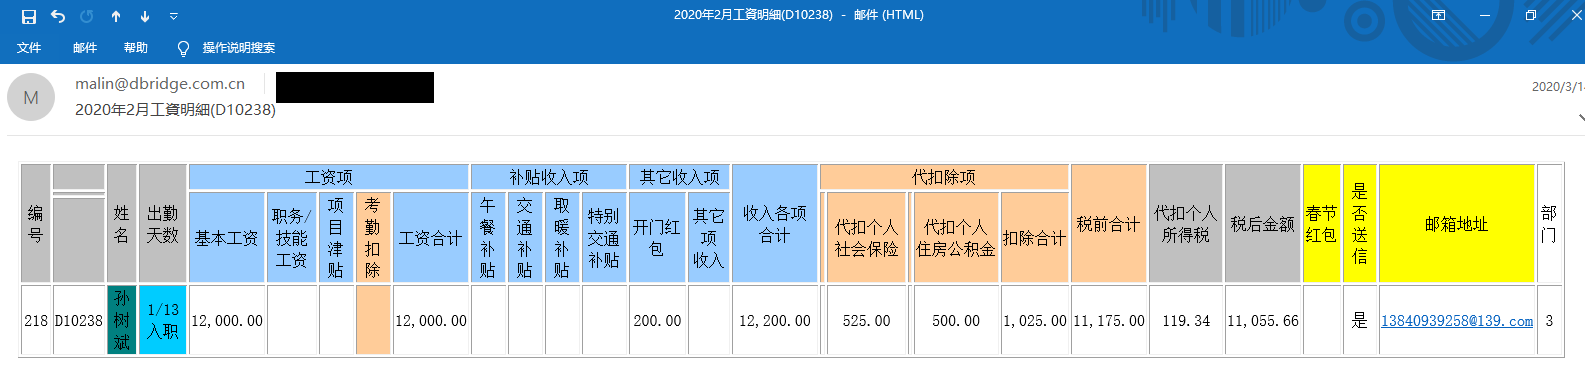 2020年2月工資明細(D10238) - 邮件 (HTML)
文件 邮件 帮助 操作说明搜索
M
malin@dbridge.com.cn
2020/3/1
2020年2月工資明細(D10238)
编号 姓名 出勤天数 工资项 补贴收入项 其它收入项 收入各项合计 代扣除项 税前合计 代扣个人所得税 税后金额 春节红包 是否送信 邮箱地址 部门
基本工资 职务/技能工资 项目津贴 考勤扣除 工资合计 午餐补贴 交通补贴 取暖补贴 特别交通补贴 开门红包 其它项收入 代扣个人社会保险 代扣个人住房公积金 扣除合计
218 D10238 孙树斌 1/13入职 12,000.00 12,000.00 200.00 12,200.00 525.00 500.00 1,025.00 11,175.00 119.34 11,055.66 是 13840939258@139.com 3